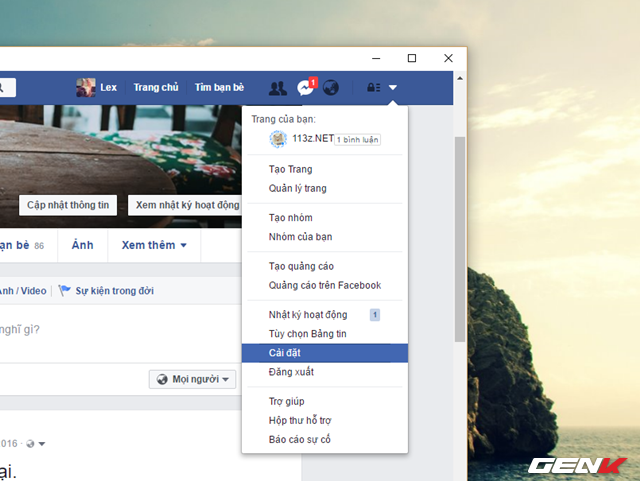 Lex Trang chủ Tìm bạn bè 1
Trang của bạn:
113z.NET 1 bình luận
Tạo Trang
Quản lý trang
Cập nhật thông tin Xem nhật ký hoạt động
Tạo nhóm
Nhóm của bạn
ạn bè 86 Ảnh Xem thêm
Tạo quảng cáo
Quảng cáo trên Facebook
Ảnh / Video Sự kiện trong đời
Nhật ký hoạt động 1
nghĩ gì?
Tùy chọn Bảng tin
Cài đặt
Đăng xuất
Mọi người
Trợ giúp
Hộp thư hỗ trợ
Báo cáo sự cố
2016
ại.
GENK